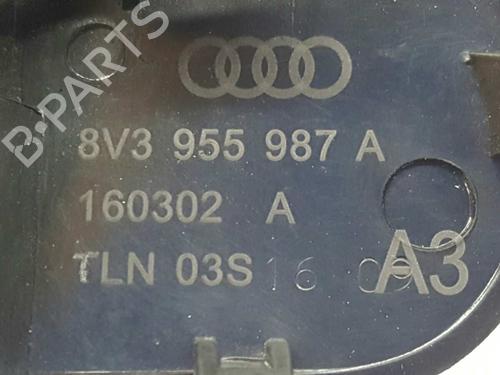 B-PARTS
8V3 955 987 A
160302 A
TLN 03S 16 09
A3